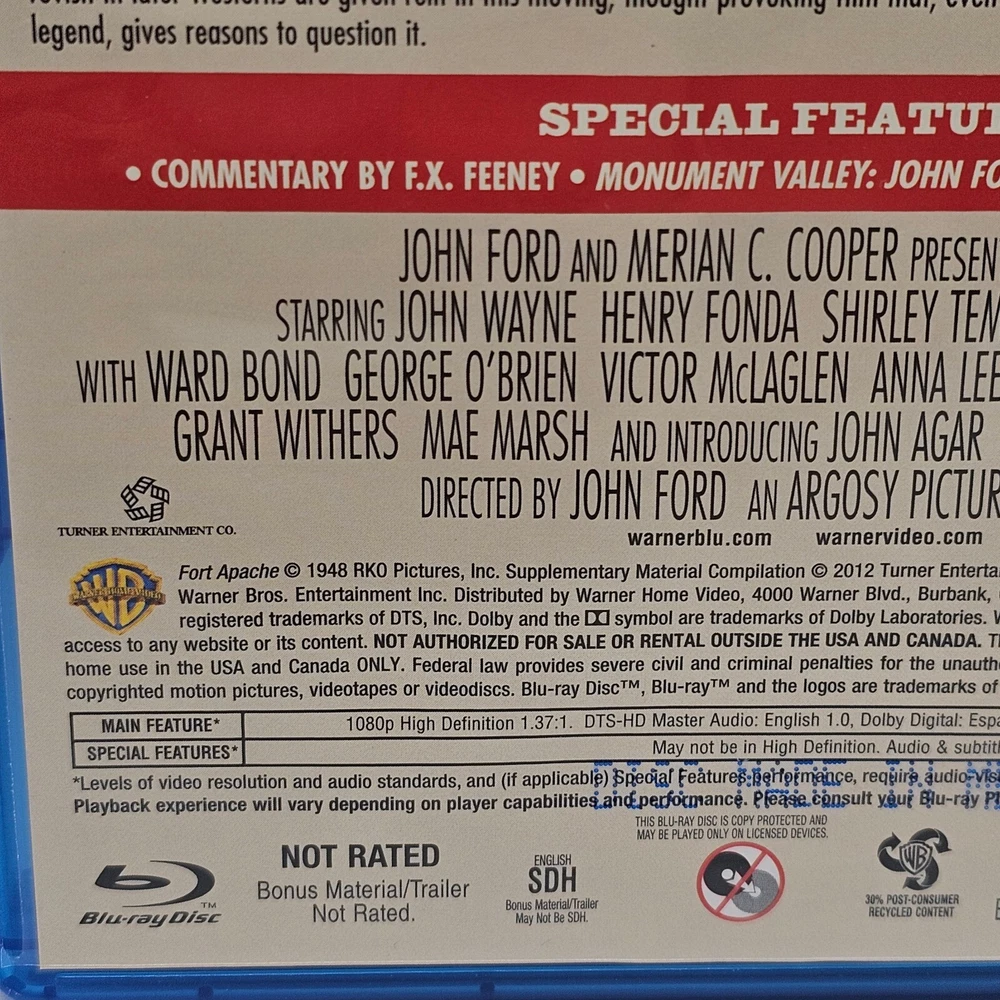 legend, gives reasons to question it.
SPECIAL FEATU
• COMMENTARY BY F.X. FEENEY • MONUMENT VALLEY: JOHN FO
JOHN FORD AND MERIAN C. COOPER PRESEN
STARRING JOHN WAYNE HENRY FONDA SHIRLEY TEM
WITH WARD BOND GEORGE O'BRIEN VICTOR McLAGLEN ANNA LEE
GRANT WITHERS MAE MARSH AND INTRODUCING JOHN AGAR
DIRECTED BY JOHN FORD AN ARGOSY PICTUR
TURNER ENTERTAINMENT CO.
warnerblu.com warnervideo.com
WB
WARNER HOME VIDEO
Fort Apache © 1948 RKO Pictures, Inc. Supplementary Material Compilation © 2012 Turner Enterta
Warner Bros. Entertainment Inc. Distributed by Warner Home Video, 4000 Warner Blvd., Burbank,
registered trademarks of DTS, Inc. Dolby and the symbol are trademarks of Dolby Laboratories. W
access to any website or its content. NOT AUTHORIZED FOR SALE OR RENTAL OUTSIDE THE USA AND CANADA. T
home use in the USA and Canada ONLY. Federal law provides severe civil and criminal penalties for the unauth
copyrighted motion pictures, videotapes or videodiscs. Blu-ray Disc™, Blu-ray™ and the logos are trademarks of
MAIN FEATURE* 1080p High Definition 1.37:1. DTS-HD Master Audio: English 1.0, Dolby Digital: Espa
SPECIAL FEATURES* May not be in High Definition. Audio & subtit
*Levels of video resolution and audio standards, and (if applicable) Special Features performance, require audio-vis
Playback experience will vary depending on player capabilities and performance. Please consult your Blu-ray Pl
DISC MADE IN M
THIS BLU-RAY DISC IS COPY PROTECTED AND
MAY BE PLAYED ONLY ON LICENSED DEVICES.
Blu-ray Disc™
NOT RATED
Bonus Material/Trailer
Not Rated.
ENGLISH
SDH
Bonus Material/Trailer
May Not Be SDH.
WB
30% POST-CONSUMER
RECYCLED CONTENT